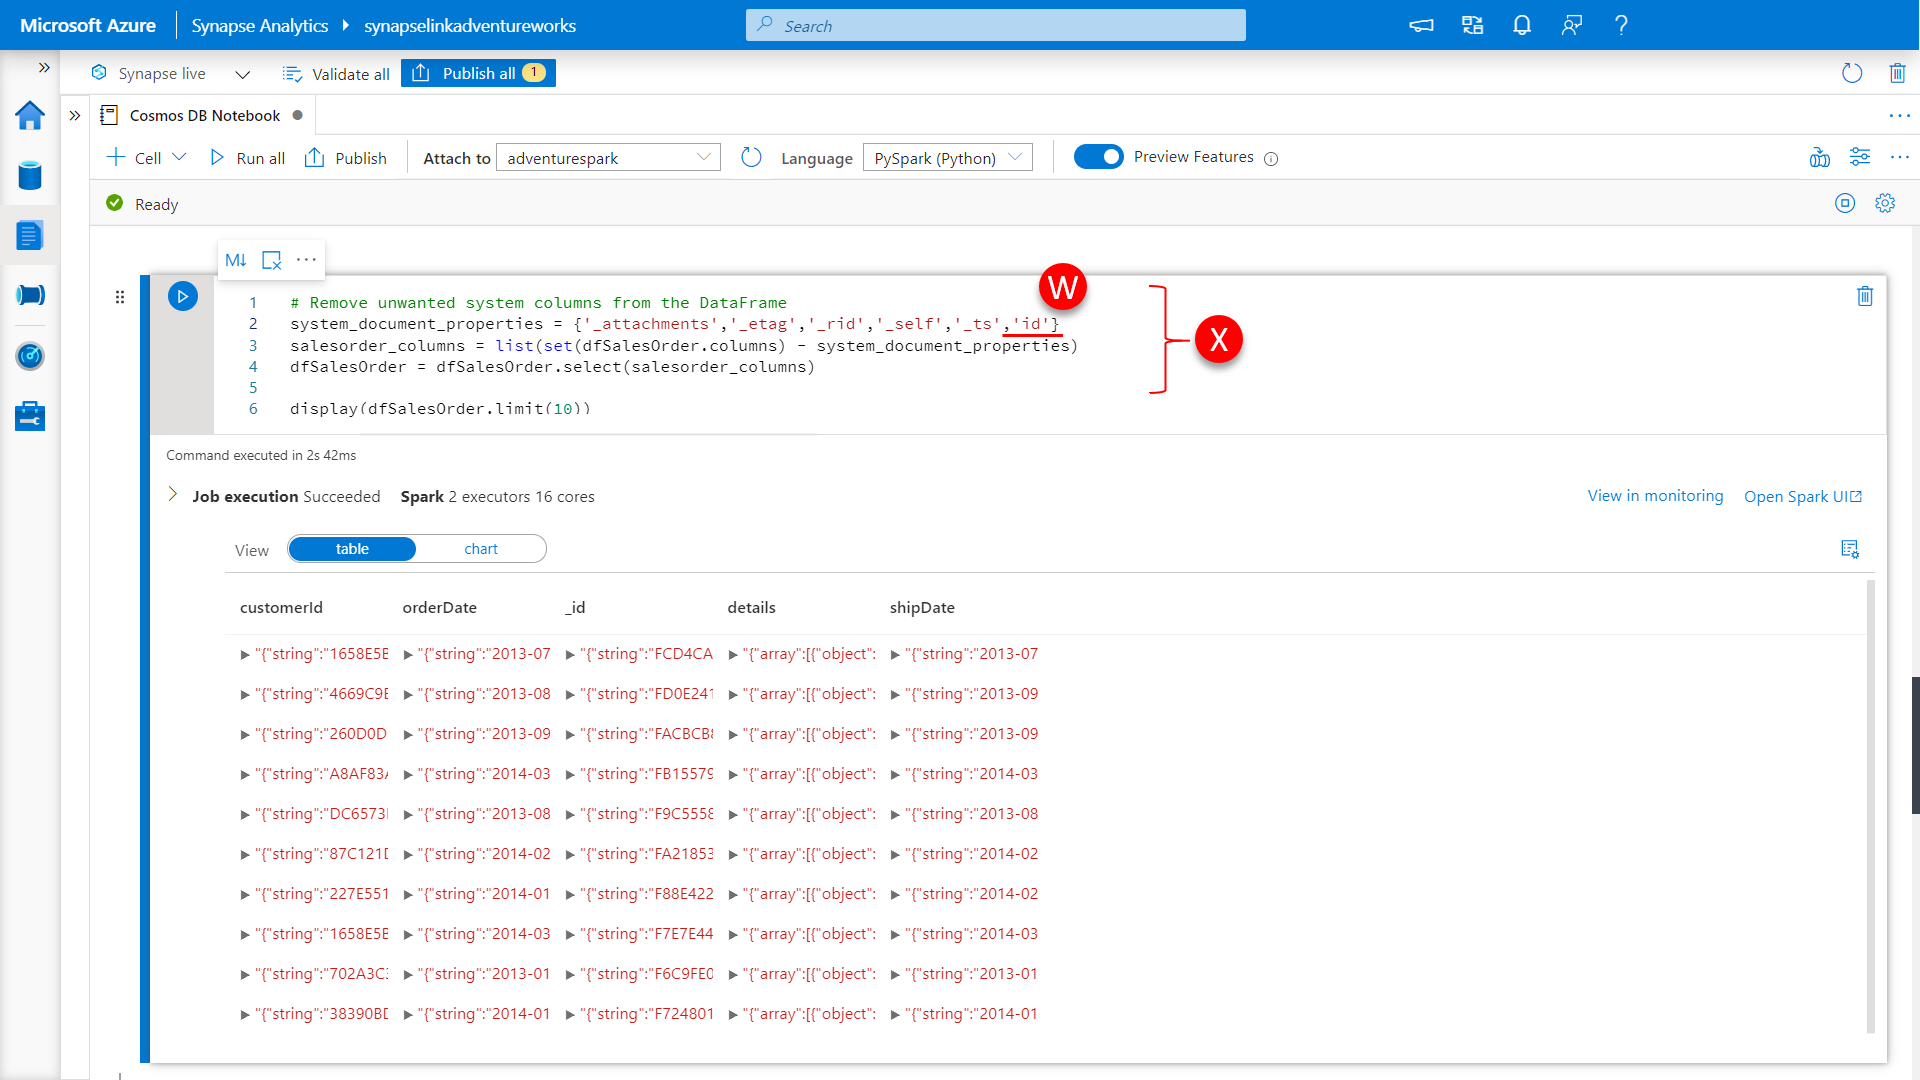 Microsoft Azure Synapse Analytics synapselinkadventureworks Search
Synapse live Validate all Publish all 1
Cosmos DB Notebook
Cell Run all Publish Attach to adventurespark Language PySpark (Python) Preview Features
Ready
M↓ ···
W
X
1 # Remove unwanted system columns from the DataFrame
2 system_document_properties = {'_attachments','_etag','_rid','_self','_ts','id'}
3 salesorder_columns = list(set(dfSalesOrder.columns) - system_document_properties)
4 dfSalesOrder = dfSalesOrder.select(salesorder_columns)
5
6 display(dfSalesOrder.limit(10))
Command executed in 2s 42ms
Job execution Succeeded Spark 2 executors 16 cores View in monitoring Open Spark UI
View table chart
customerId orderDate _id details shipDate
"{"string":"1658E5B "{"string":"2013-07 "{"string":"FCD4CA "{"array":[{"object": "{"string":"2013-07
"{"string":"4669C9E "{"string":"2013-08 "{"string":"FD0E241 "{"array":[{"object": "{"string":"2013-09
"{"string":"260D0D "{"string":"2013-09 "{"string":"FACBCB8 "{"array":[{"object": "{"string":"2013-09
"{"string":"A8AF83A "{"string":"2014-03 "{"string":"FB15579 "{"array":[{"object": "{"string":"2014-03
"{"string":"DC6573 "{"string":"2013-08 "{"string":"F9C5558 "{"array":[{"object": "{"string":"2013-08
"{"string":"87C121D "{"string":"2014-02 "{"string":"FA21853 "{"array":[{"object": "{"string":"2014-02
"{"string":"227E551 "{"string":"2014-01 "{"string":"F88E422 "{"array":[{"object": "{"string":"2014-02
"{"string":"1658E5B "{"string":"2014-03 "{"string":"F7E7E44 "{"array":[{"object": "{"string":"2014-03
"{"string":"702A3C "{"string":"2013-01 "{"string":"F6C9FE0 "{"array":[{"object": "{"string":"2013-01
"{"string":"38390BD "{"string":"2014-01 "{"string":"F724801 "{"array":[{"object": "{"string":"2014-01